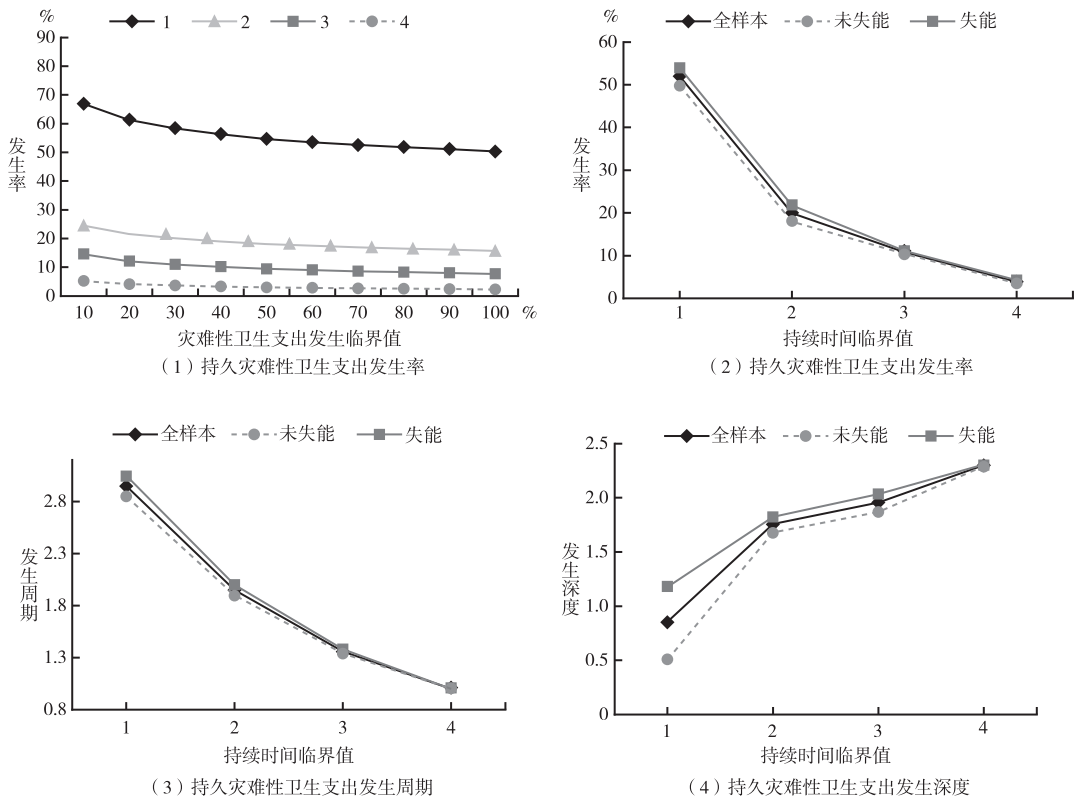 % 1 2 3 4
90
80
70
60
50
40
30
20
10
0
发生率
10 20 30 40 50 60 70 80 90 100 %
灾难性卫生支出发生临界值
（1）持久灾难性卫生支出发生率
% 全样本 未失能 失能
60
50
40
30
20
10
0
发生率
1 2 3 4
持续时间临界值
（2）持久灾难性卫生支出发生率
全样本 未失能 失能
2.8
2.3
1.8
1.3
0.8
发生周期
1 2 3 4
持续时间临界值
（3）持久灾难性卫生支出发生周期
全样本 未失能 失能
2.5
2.0
1.5
1.0
0.5
0
发生深度
1 2 3 4
持续时间临界值
（4）持久灾难性卫生支出发生深度